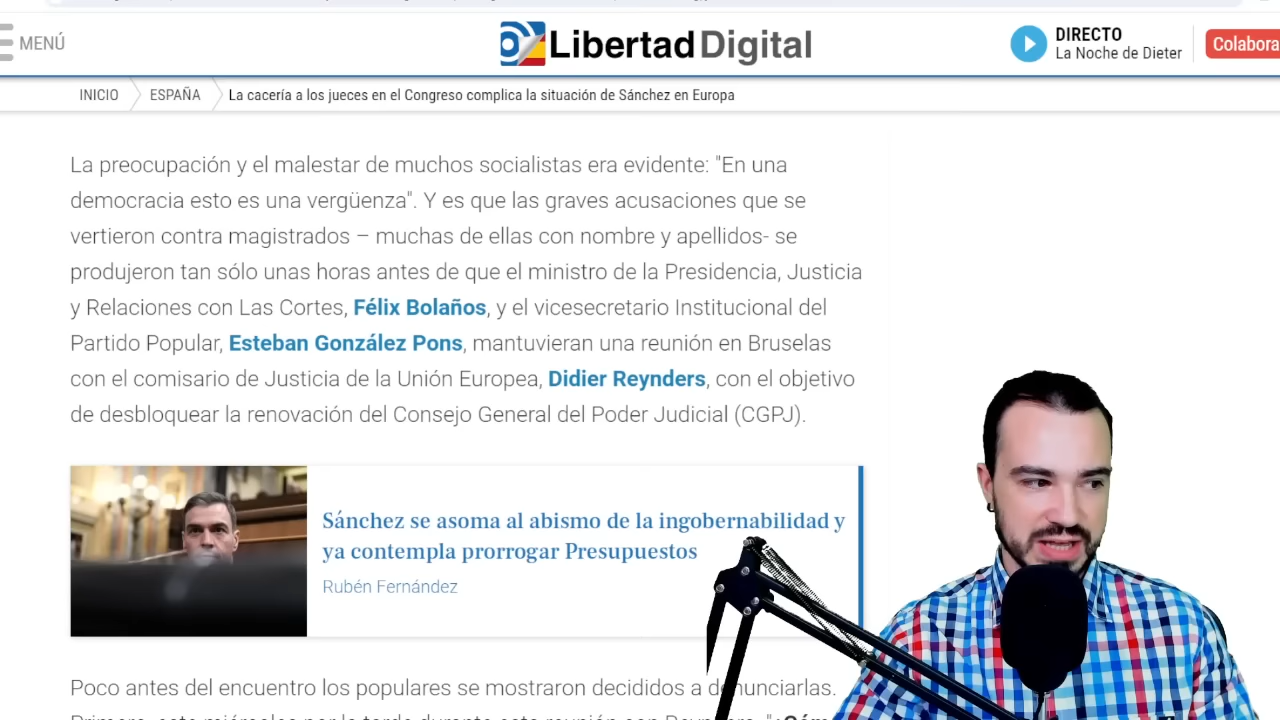 MENÚ
Libertad Digital
DIRECTO
La Noche de Dieter
Colabora
INICIO
ESPAÑA
La cacería a los jueces en el Congreso complica la situación de Sánchez en Europa
La preocupación y el malestar de muchos socialistas era evidente: "En una
democracia esto es una vergüenza". Y es que las graves acusaciones que se
vertieron contra magistrados – muchas de ellas con nombre y apellidos- se
produjeron tan sólo unas horas antes de que el ministro de la Presidencia, Justicia
y Relaciones con Las Cortes, Félix Bolaños, y el vicesecretario Institucional del
Partido Popular, Esteban González Pons, mantuvieran una reunión en Bruselas
con el comisario de Justicia de la Unión Europea, Didier Reynders, con el objetivo
de desbloquear la renovación del Consejo General del Poder Judicial (CGPJ).
Sánchez se asoma al abismo de la ingobernabilidad y
ya contempla prorrogar Presupuestos
Rubén Fernández
Poco antes del encuentro los populares se mostraron decididos a denunciarlas.